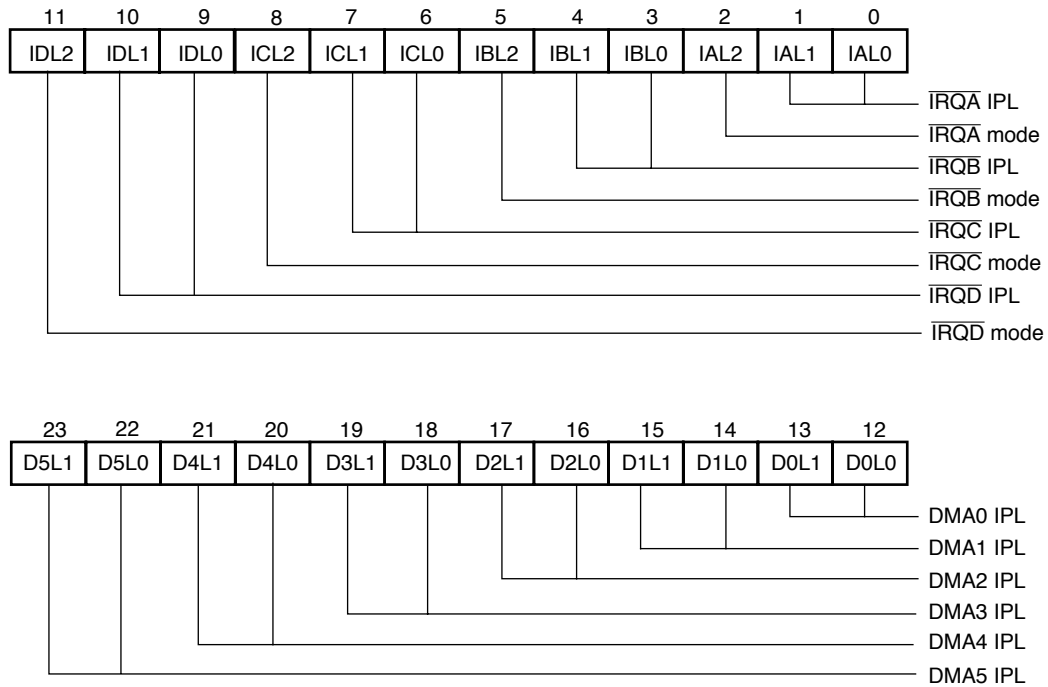 11 10 9 8 7 6 5 4 3 2 1 0
IDL2 IDL1 IDL0 ICL2 ICL1 ICL0 IBL2 IBL1 IBL0 IAL2 IAL1 IAL0
IRQA IPL
IRQA mode
IRQB IPL
IRQB mode
IRQC IPL
IRQC mode
IRQD IPL
IRQD mode
23 22 21 20 19 18 17 16 15 14 13 12
D5L1 D5L0 D4L1 D4L0 D3L1 D3L0 D2L1 D2L0 D1L1 D1L0 D0L1 D0L0
DMA0 IPL
DMA1 IPL
DMA2 IPL
DMA3 IPL
DMA4 IPL
DMA5 IPL